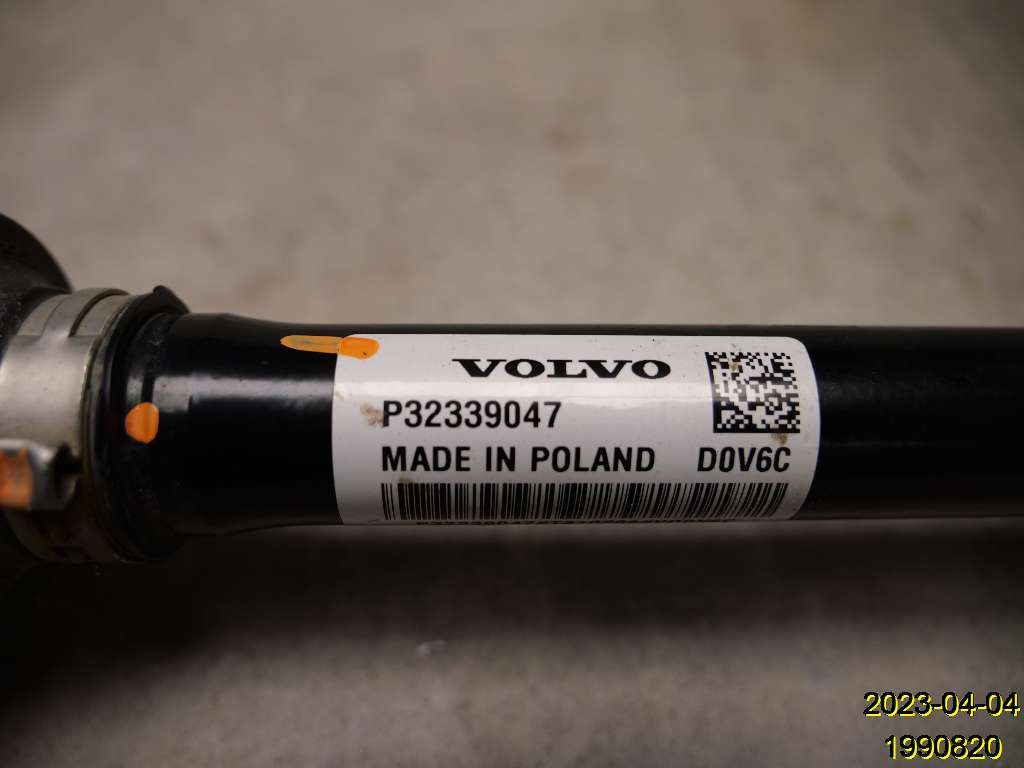 VOLVO
P32339047
MADE IN POLAND D0V6C
2023-04-04
1990820